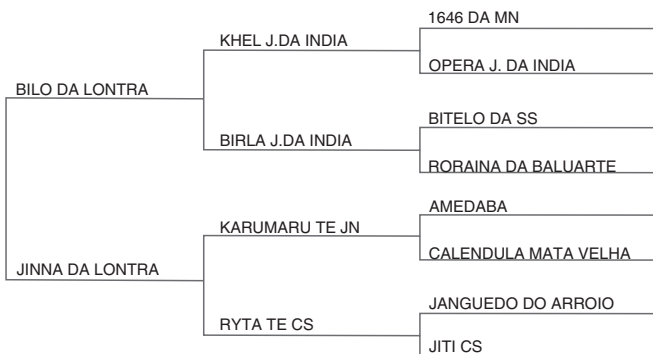 1646 DA MN
KHEL J.DA INDIA
OPERA J. DA INDIA
BILO DA LONTRA
BITELO DA SS
BIRLA J.DA INDIA
RORAINA DA BALUARTE
AMEDABA
KARUMARU TE JN
CALENDULA MATA VELHA
JINNA DA LONTRA
JANGUEDO DO ARROIO
RYTA TE CS
JITI CS